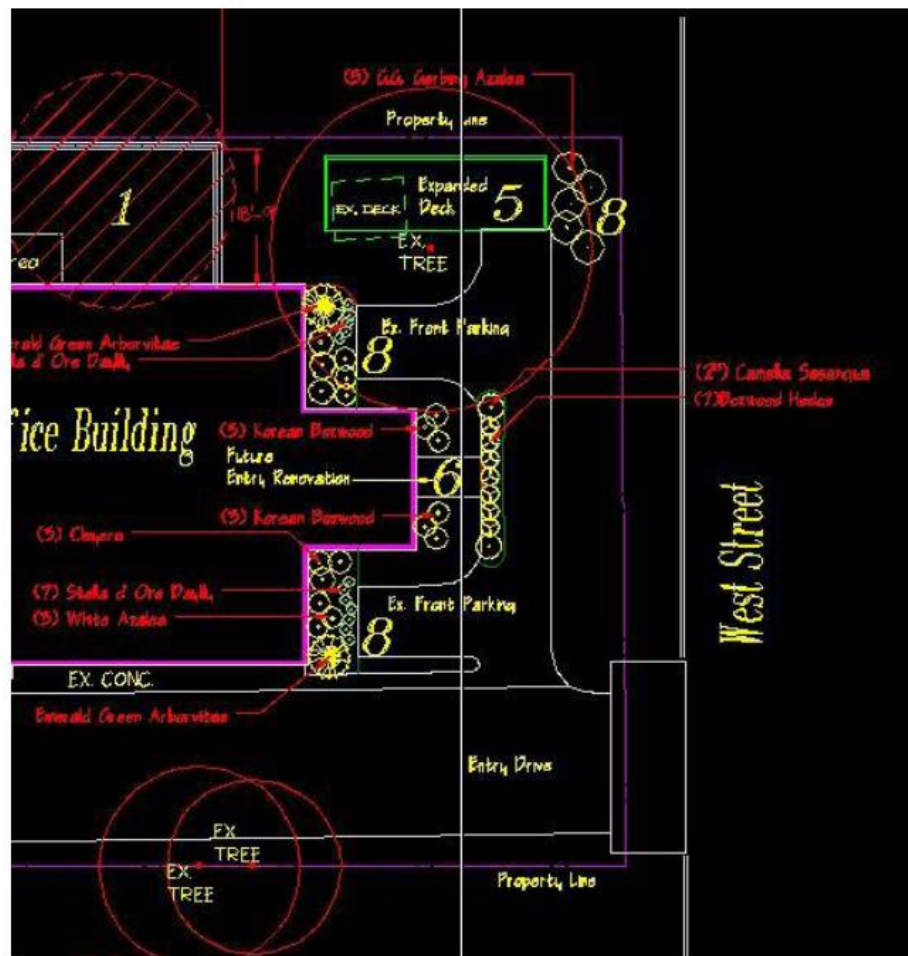 (5) G.G. Gerbing Azalea
Property Line
1
18'-9"
Expanded
Deck
5
EX. DECK
8
EX.
TREE
Emerald Green Arborvitae
Stella d' Oro Daylily
Ex. Front Parking
8
(2) Camellia Sasanqua
(7) Boxwood Hedge
Office Building
(3) Korean Boxwood
Future
Entry Renovation
6
(3) Korean Boxwood
West Street
(7) Stella d' Oro Daylily
(3) White Azalea
Ex. Front Parking
8
EX. CONC.
Emerald Green Arborvitae
Entry Drive
EX
TREE
EX.
TREE
Property Line